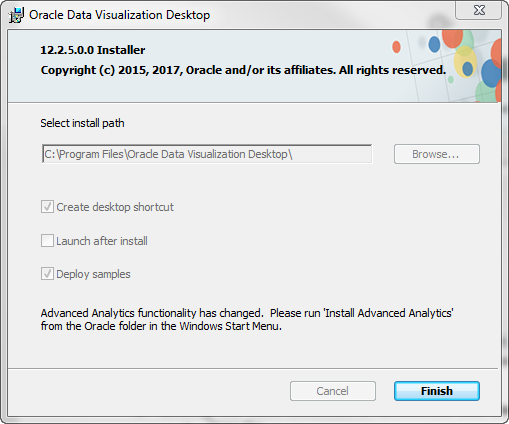 Oracle Data Visualization Desktop
12.2.5.0.0 Installer
Copyright (c) 2015, 2017, Oracle and/or its affiliates. All rights reserved.
Select install path
C:\Program Files\Oracle Data Visualization Desktop\
Browse...
Create desktop shortcut
Launch after install
Deploy samples
Advanced Analytics functionality has changed.  Please run 'Install Advanced Analytics'
from the Oracle folder in the Windows Start Menu.
Cancel
Finish